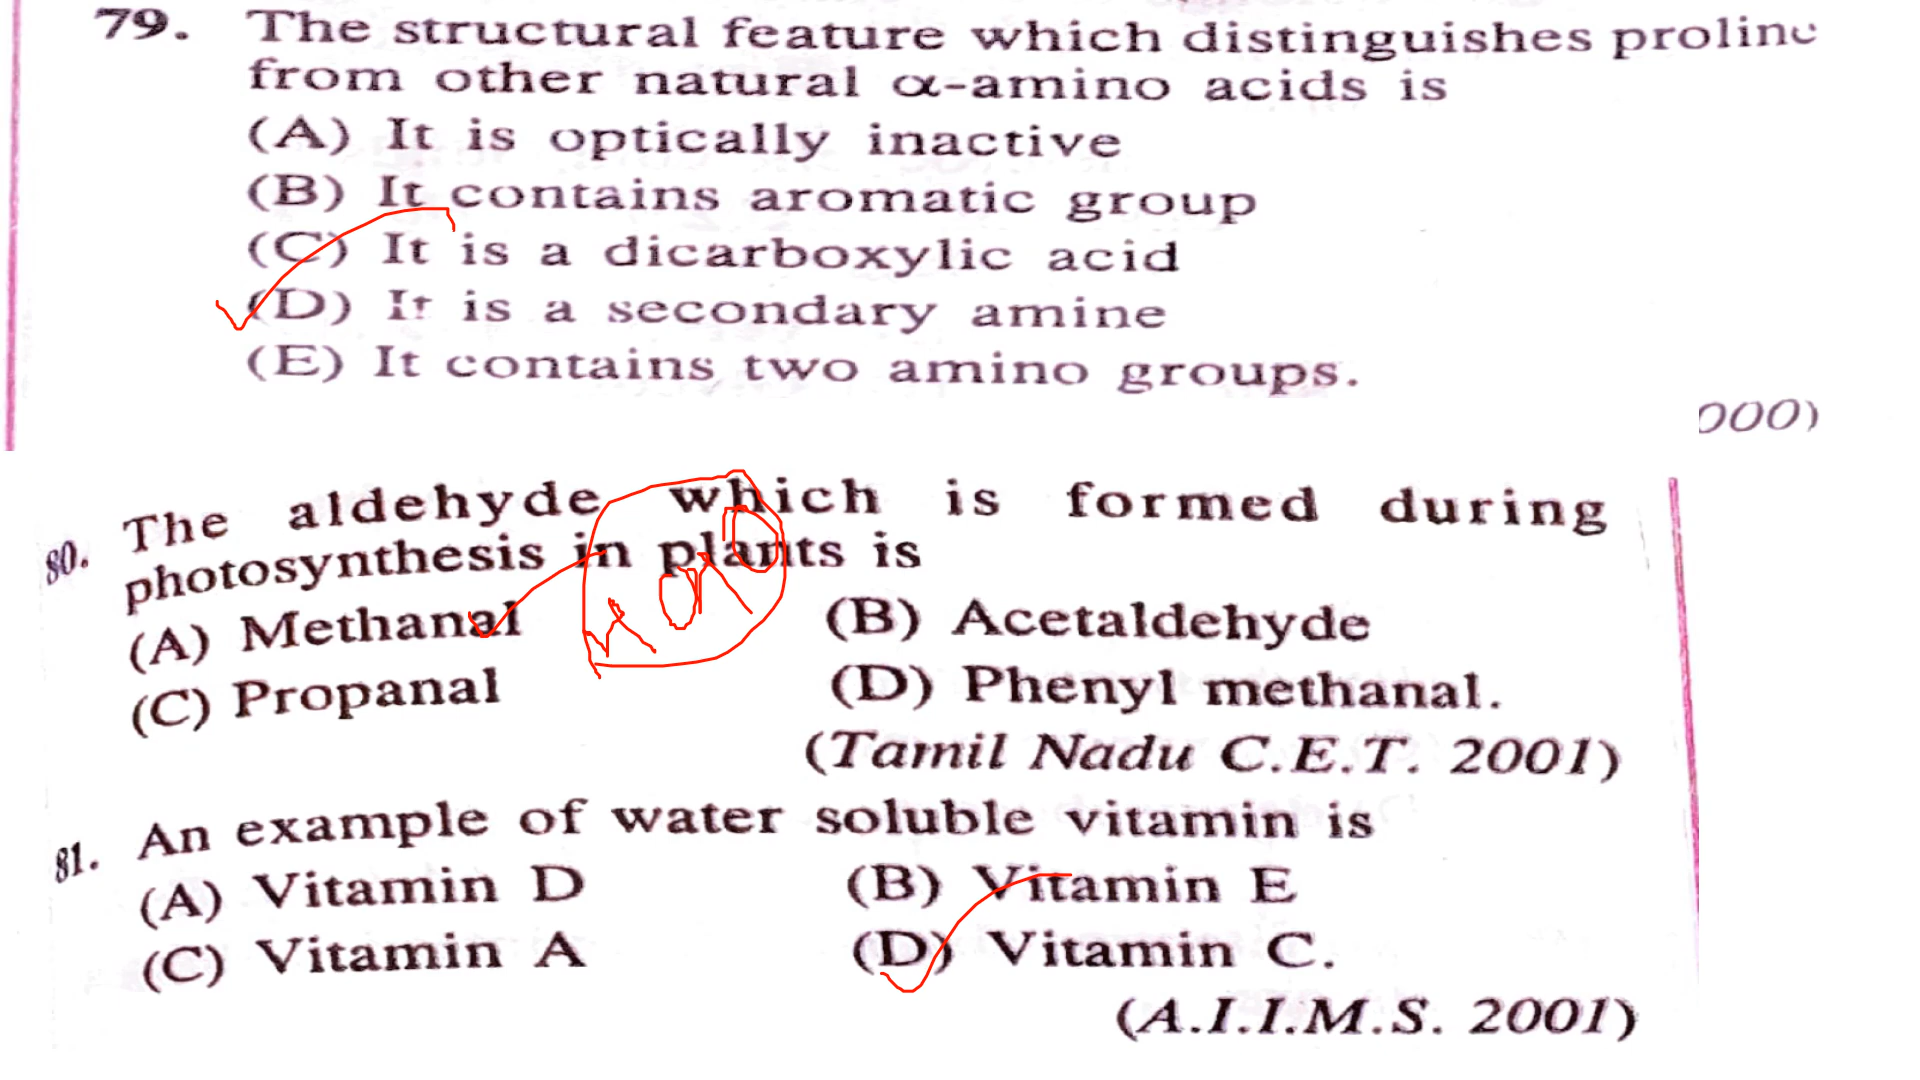 79. The structural feature which distinguishes proline
from other natural α-amino acids is
(A) It is optically inactive
(B) It contains aromatic group
(C) It is a dicarboxylic acid
(D) It is a secondary amine
(E) It contains two amino groups.
000)
80. The aldehyde which is formed during
photosynthesis in plants is
(A) Methanal (B) Acetaldehyde
(C) Propanal (D) Phenyl methanal.
(Tamil Nadu C.E.T. 2001)
81. An example of water soluble vitamin is
(A) Vitamin D (B) Vitamin E
(C) Vitamin A (D) Vitamin C.
(A.I.I.M.S. 2001)